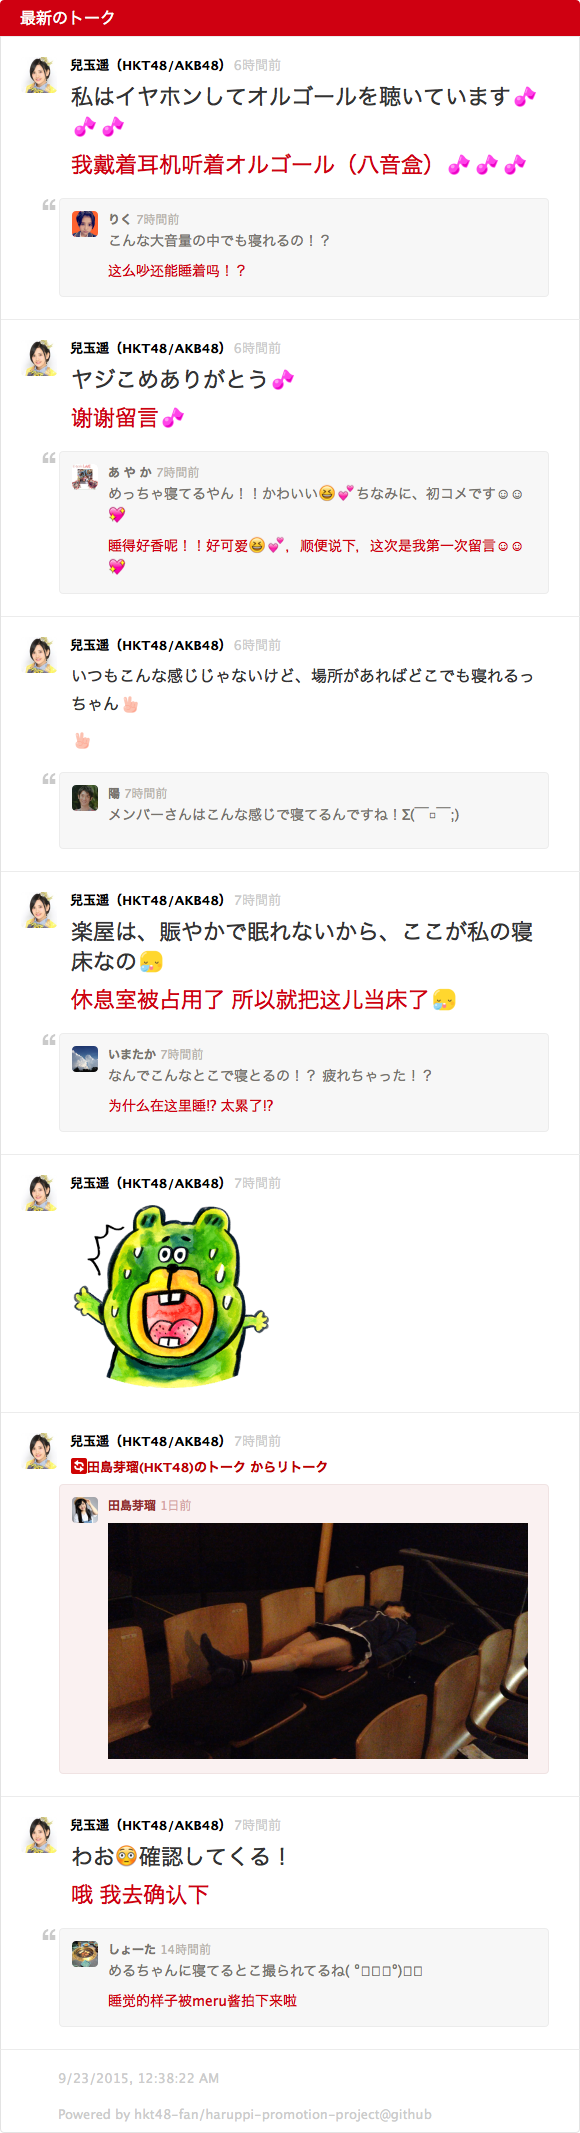 最新のトーク
兒玉遥（HKT48/AKB48） 6時間前
私はイヤホンしてオルゴールを聴いています🎵
🎵🎵
我戴着耳机听着オルゴール（八音盒）🎵🎵🎵
りく 7時間前
こんな大音量の中でも寝れるの！？
这么吵还能睡着吗！？
兒玉遥（HKT48/AKB48） 6時間前
ヤジこめありがとう🎵
谢谢留言🎵
あ や か 7時間前
めっちゃ寝てるやん！！かわいい😆💕ちなみに、初コメです☺☺
💖
睡得好香呢！！好可爱😆💕，顺便说下，这次是我第一次留言☺☺
💖
兒玉遥（HKT48/AKB48） 6時間前
いつもこんな感じじゃないけど、場所があればどこでも寝れるっ
ちゃん✌
✌
陽 7時間前
メンバーさんはこんな感じで寝てるんですね！Σ(￣□￣;)
兒玉遥（HKT48/AKB48） 7時間前
楽屋は、賑やかで眠れないから、ここが私の寝
床なの😪
休息室被占用了 所以就把这儿当床了😪
いまたか 7時間前
なんでこんなとこで寝とるの！？ 疲れちゃった！？
为什么在这里睡!? 太累了!?
兒玉遥（HKT48/AKB48） 7時間前
兒玉遥（HKT48/AKB48） 7時間前
田島芽瑠(HKT48)のトーク からリトーク
田島芽瑠 1日前
兒玉遥（HKT48/AKB48） 7時間前
わお😳確認してくる！
哦 我去确认下
しょーた 14時間前
めるちゃんに寝てるとこ撮られてるね( °□□□°)□□
睡觉的样子被meru酱拍下来啦
9/23/2015, 12:38:22 AM
Powered by hkt48-fan/haruppi-promotion-project@github